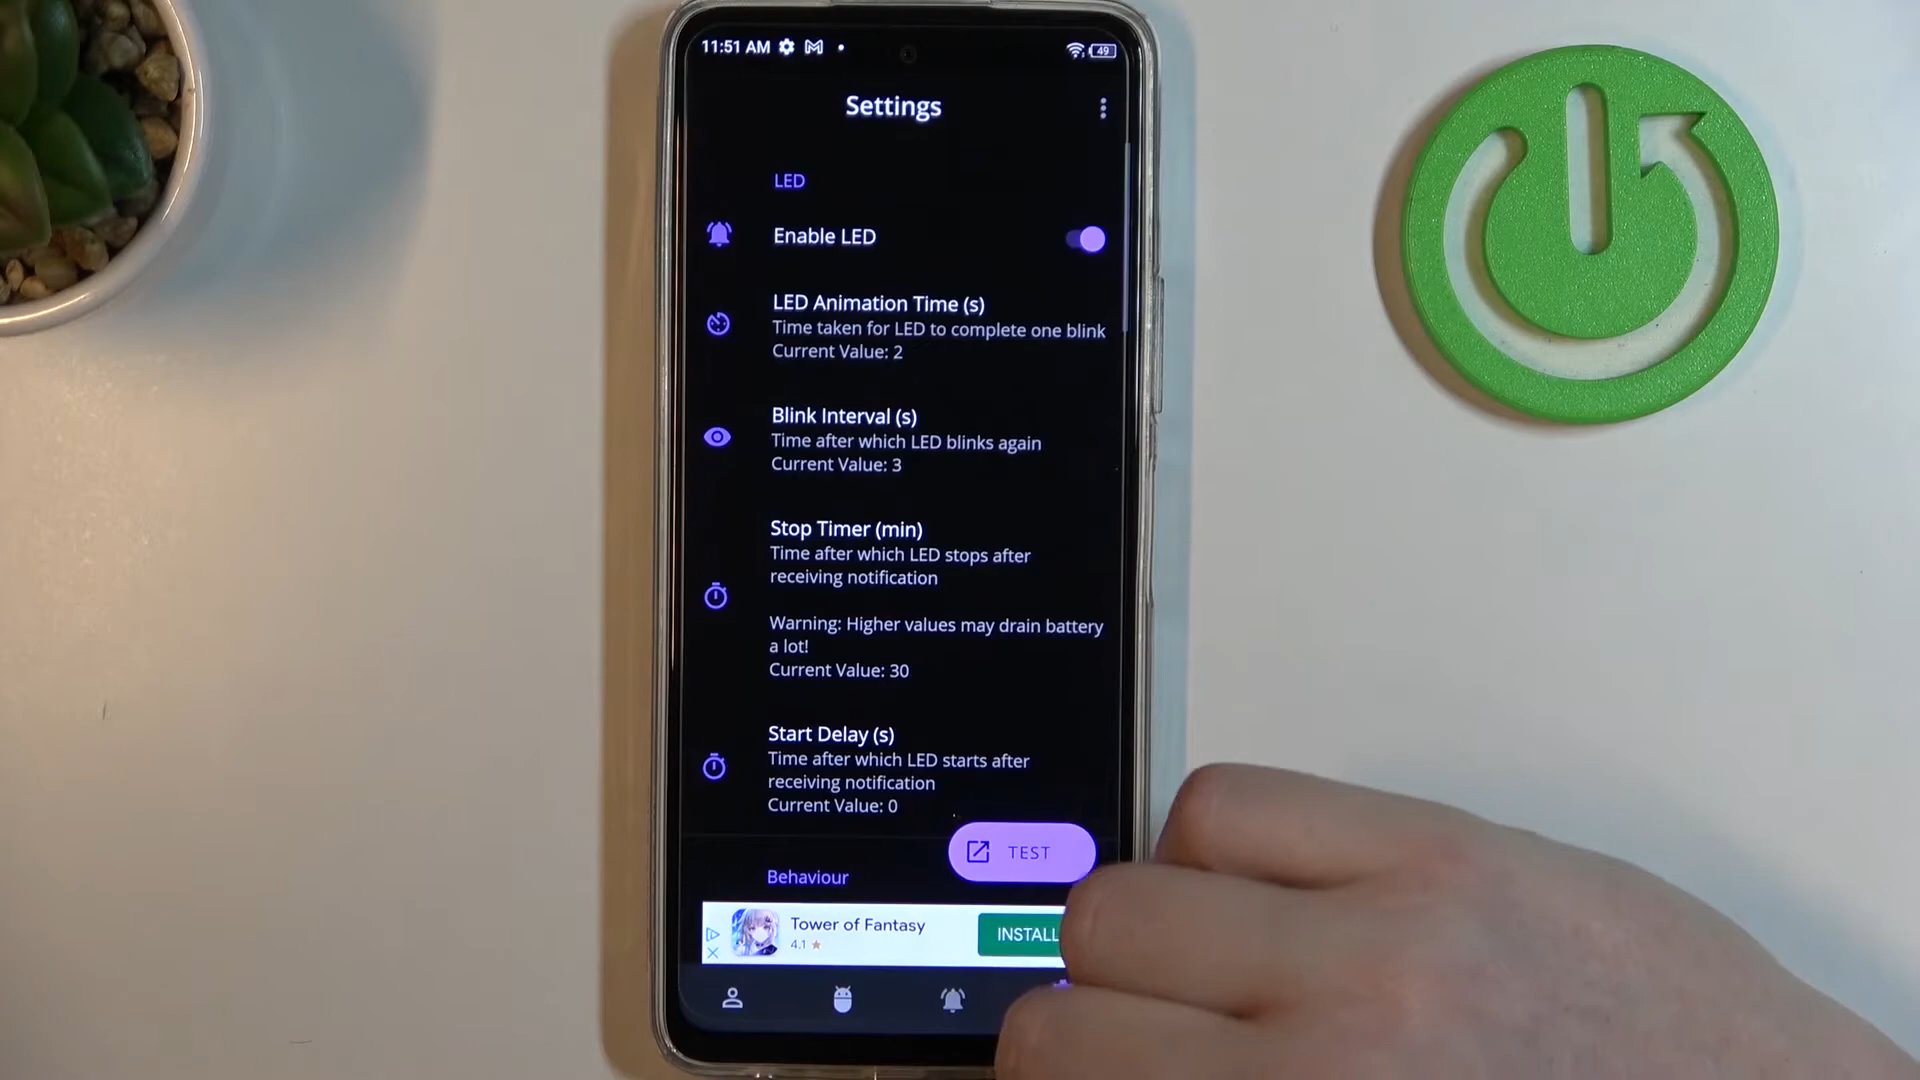 11:51 AM
49
Settings
LED
Enable LED
LED Animation Time (s)
Time taken for LED to complete one blink
Current Value: 2
Blink Interval (s)
Time after which LED blinks again
Current Value: 3
Stop Timer (min)
Time after which LED stops after
receiving notification
Warning: Higher values may drain battery
a lot!
Current Value: 30
Start Delay (s)
Time after which LED starts after
receiving notification
Current Value: 0
TEST
Behaviour
Tower of Fantasy
4.1
INSTALL